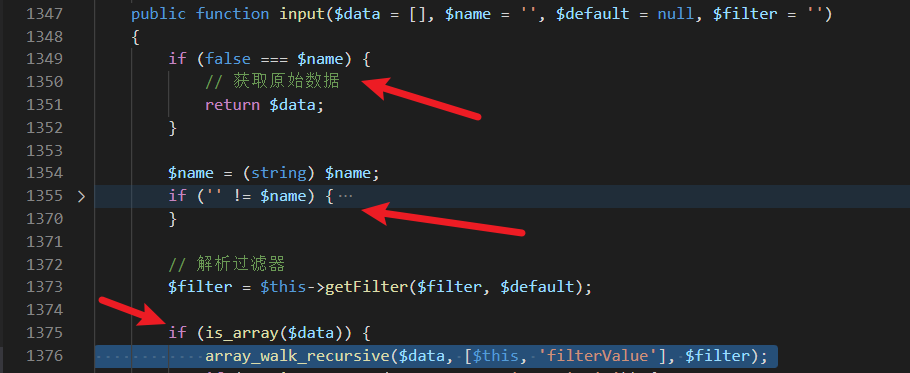 1347 public function input($data = [], $name = '', $default = null, $filter = '')
1348 {
1349 if (false === $name) {
1350 // 获取原始数据
1351 return $data;
1352 }
1353
1354 $name = (string) $name;
1355 if ('' != $name) { ···
1370 }
1371
1372 // 解析过滤器
1373 $filter = $this->getFilter($filter, $default);
1374
1375 if (is_array($data)) {
1376 array_walk_recursive($data, [$this, 'filterValue'], $filter);